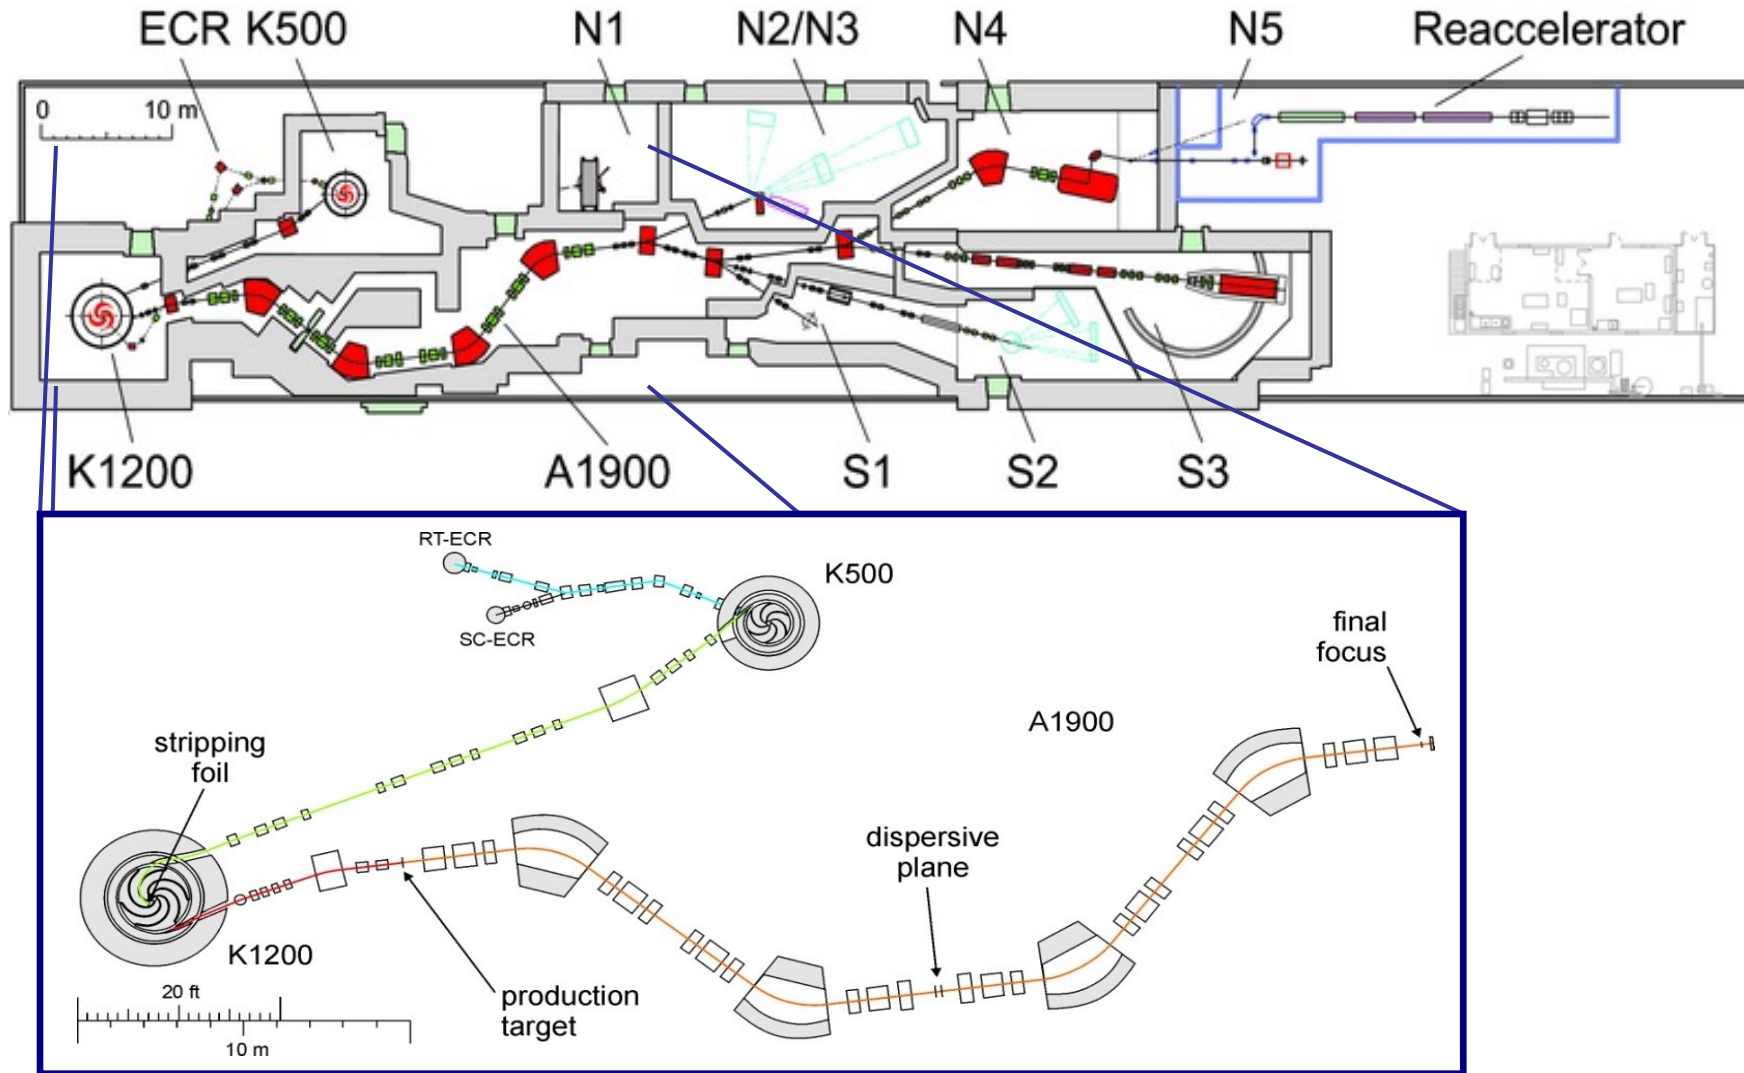 ECR K500
N1
N2/N3
N4
N5
Reaccelerator
0
10 m
K1200
A1900
S1
S2
S3
RT-ECR
SC-ECR
K500
final
focus
A1900
stripping
foil
dispersive
plane
K1200
production
target
20 ft
10 m